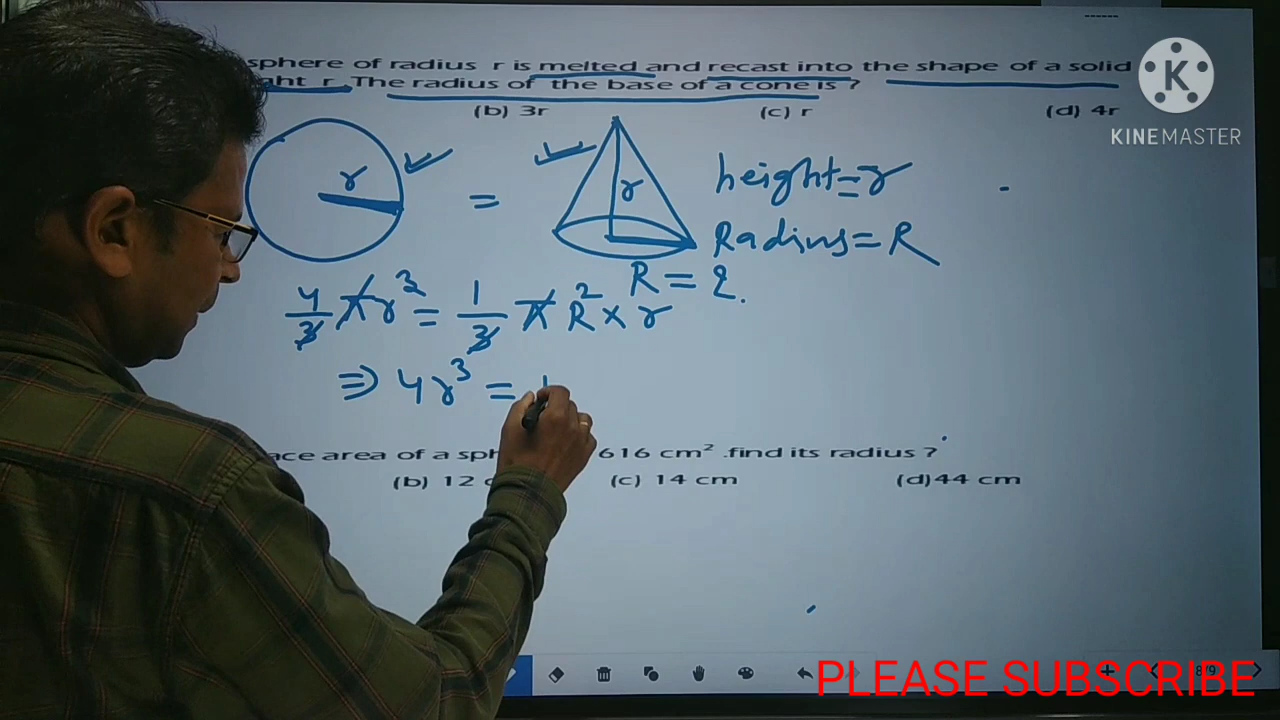 sphere of radius r is melted and recast into the shape of a solid
ght r. The radius of the base of a cone is ?
(b) 3r (c) r (d) 4r
KINEMASTER
r = r height = r
Radius = R
R = ?
4/3 πr³ = 1/3 π R² × r
⇒ 4r³ =
ace area of a sph 616 cm² .find its radius ?
(b) 12 c (c) 14 cm (d)44 cm
PLEASE SUBSCRIBE